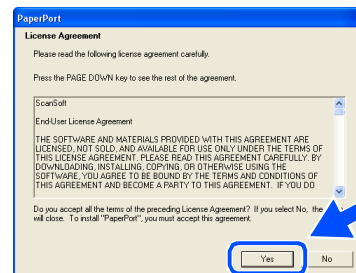 PaperPort
License Agreement
Please read the following license agreement carefully.
Press the PAGE DOWN key to see the rest of the agreement.
ScanSoft
End-User License Agreement
THE SOFTWARE AND MATERIALS PROVIDED WITH THIS AGREEMENT ARE
LICENSED, NOT SOLD, AND AVAILABLE FOR USE ONLY UNDER THE TERMS OF
THIS LICENSE AGREEMENT. PLEASE READ THIS AGREEMENT CAREFULLY. BY
DOWNLOADING, INSTALLING, COPYING, OR OTHERWISE USING THE
SOFTWARE, YOU AGREE TO BE BOUND BY THE TERMS AND CONDITIONS OF
THIS AGREEMENT AND BECOME A PARTY TO THIS AGREEMENT. IF YOU DO
Do you accept all the terms of the preceding License Agreement? If you select No, the
will close. To install "PaperPort", you must accept this agreement.
Yes No